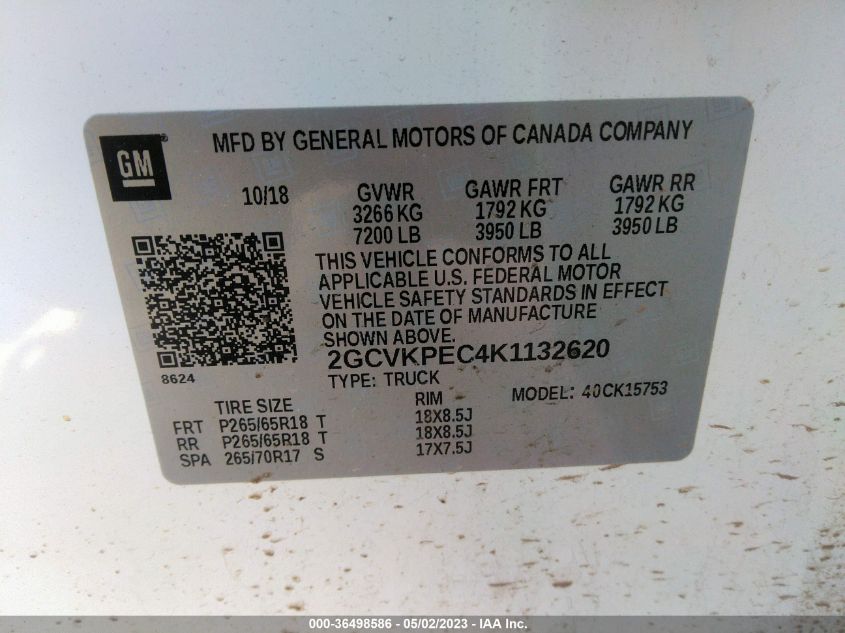 GM ®
MFD BY GENERAL MOTORS OF CANADA COMPANY
10/18 GVWR GAWR FRT GAWR RR
3266 KG 1792 KG 1792 KG
7200 LB 3950 LB 3950 LB
THIS VEHICLE CONFORMS TO ALL
APPLICABLE U.S. FEDERAL MOTOR
VEHICLE SAFETY STANDARDS IN EFFECT
ON THE DATE OF MANUFACTURE
SHOWN ABOVE.
2GCVKPEC4K1132620
8624
TYPE: TRUCK MODEL: 40CK15753
TIRE SIZE RIM
FRT P265/65R18 T 18X8.5J
RR P265/65R18 T 18X8.5J
SPA 265/70R17 S 17X7.5J
000-36498586 - 05/02/2023 - IAA Inc.